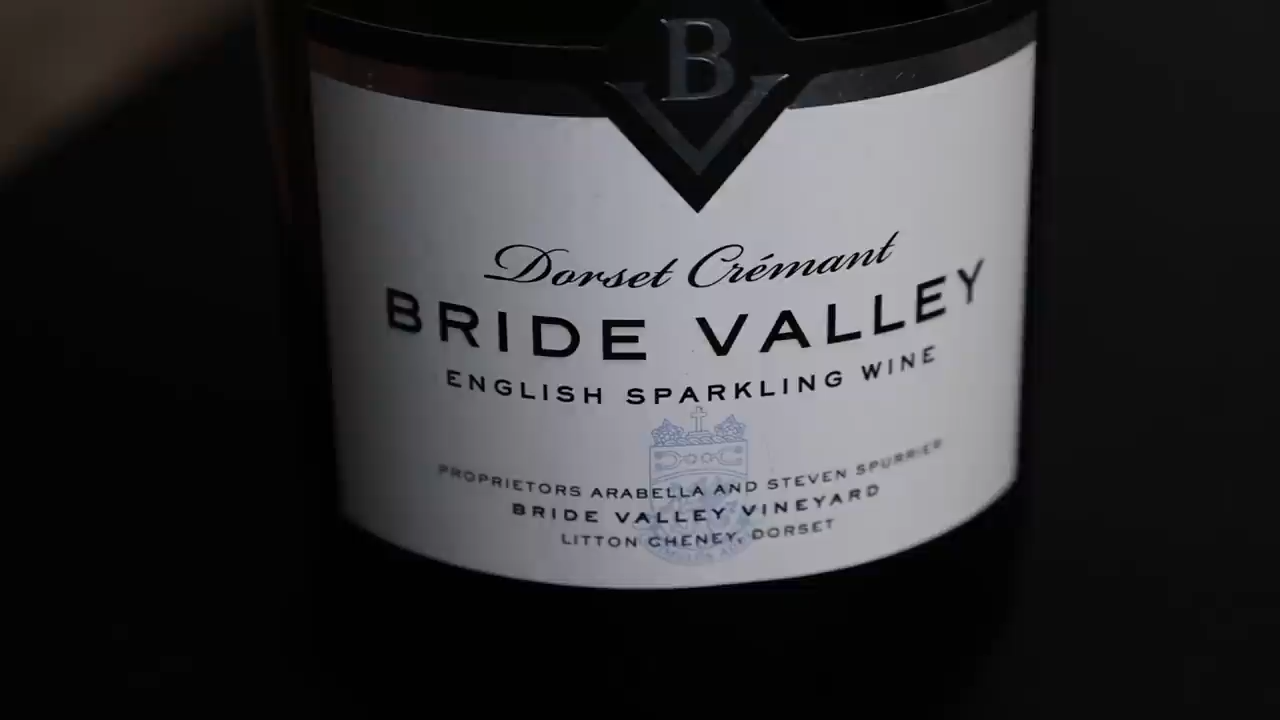 B
V
Dorset Crémant
BRIDE VALLEY
ENGLISH SPARKLING WINE
PROPRIETORS ARABELLA AND STEVEN SPURRIER
BRIDE VALLEY VINEYARD
LITTON CHENEY, DORSET